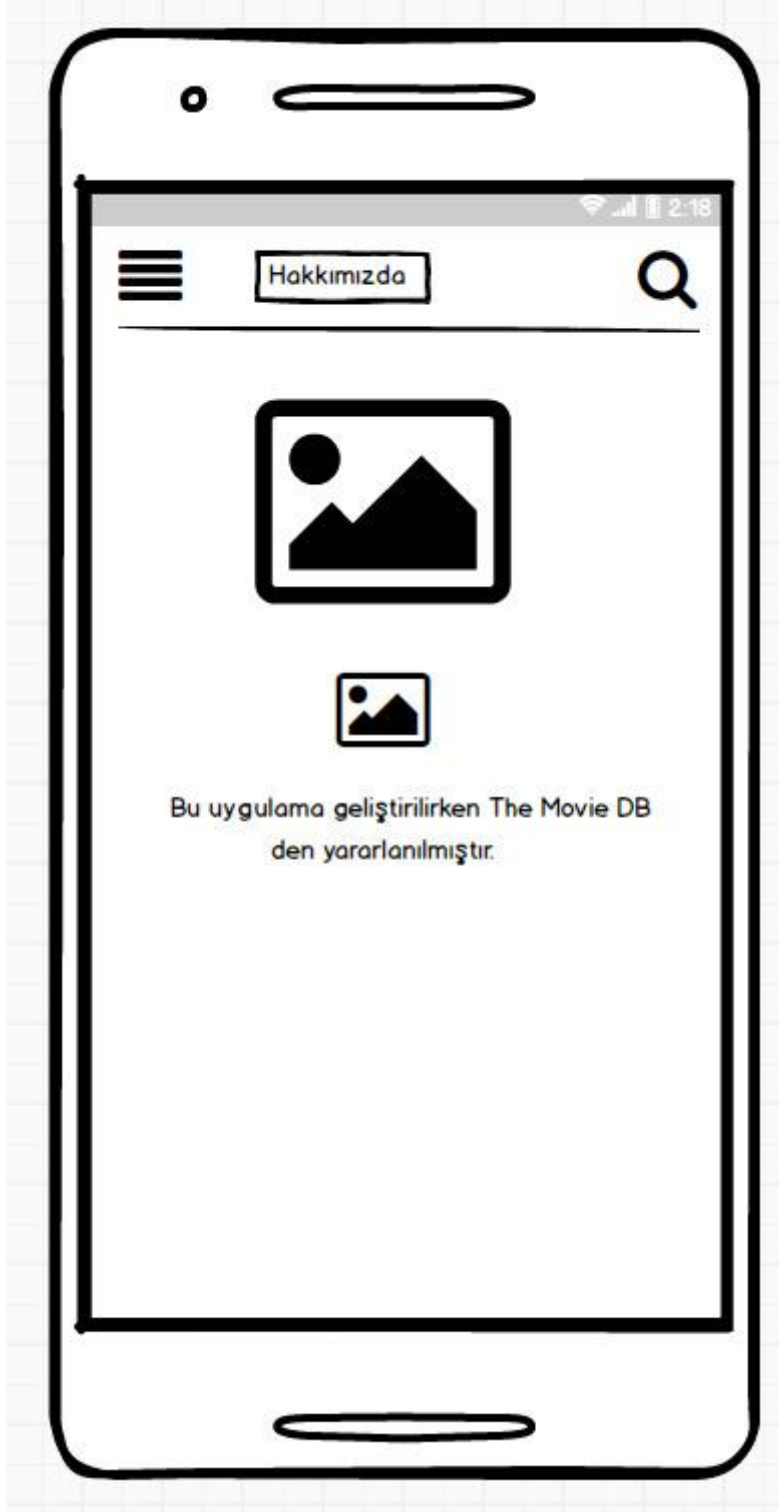 2:18
Hakkımızda
Bu uygulama geliştirilirken The Movie DB
den yararlanılmıştır.